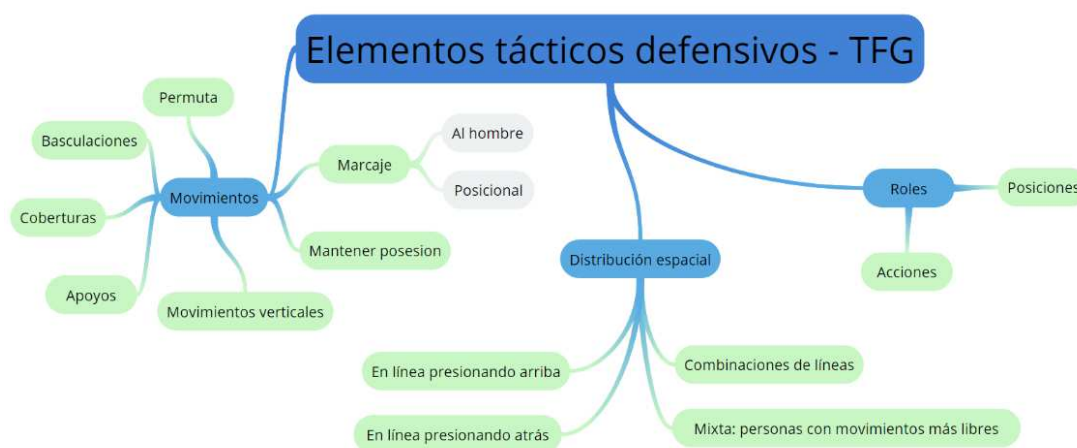 Elementos tácticos defensivos - TFG
Permuta
Basculaciones
Movimientos
Coberturas
Apoyos
Movimientos verticales
Marcaje
Al hombre
Posicional
Mantener posesion
Distribución espacial
En línea presionando arriba
En línea presionando atrás
Combinaciones de líneas
Mixta: personas con movimientos más libres
Roles
Posiciones
Acciones